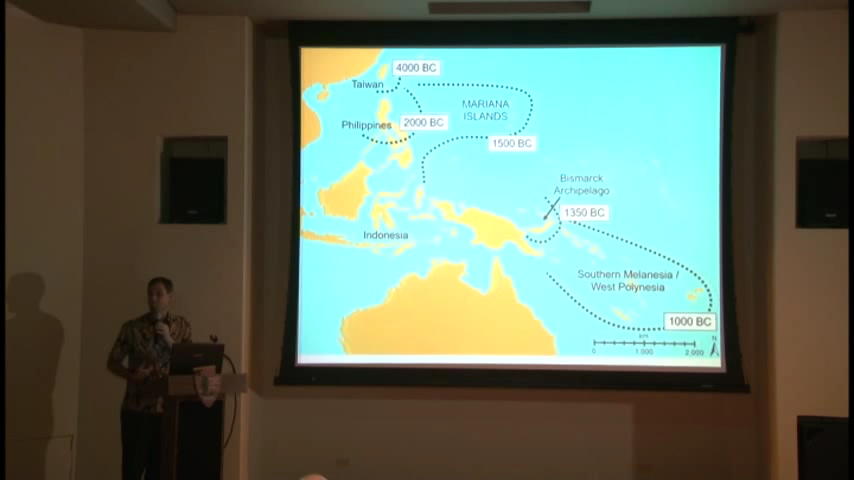 4000 BC
Taiwan
MARIANA
ISLANDS
Philippines
2000 BC
1500 BC
Bismarck
Archipelago
1350 BC
Indonesia
Southern Melanesia /
West Polynesia
1000 BC
km
N
0 1 000 2,000